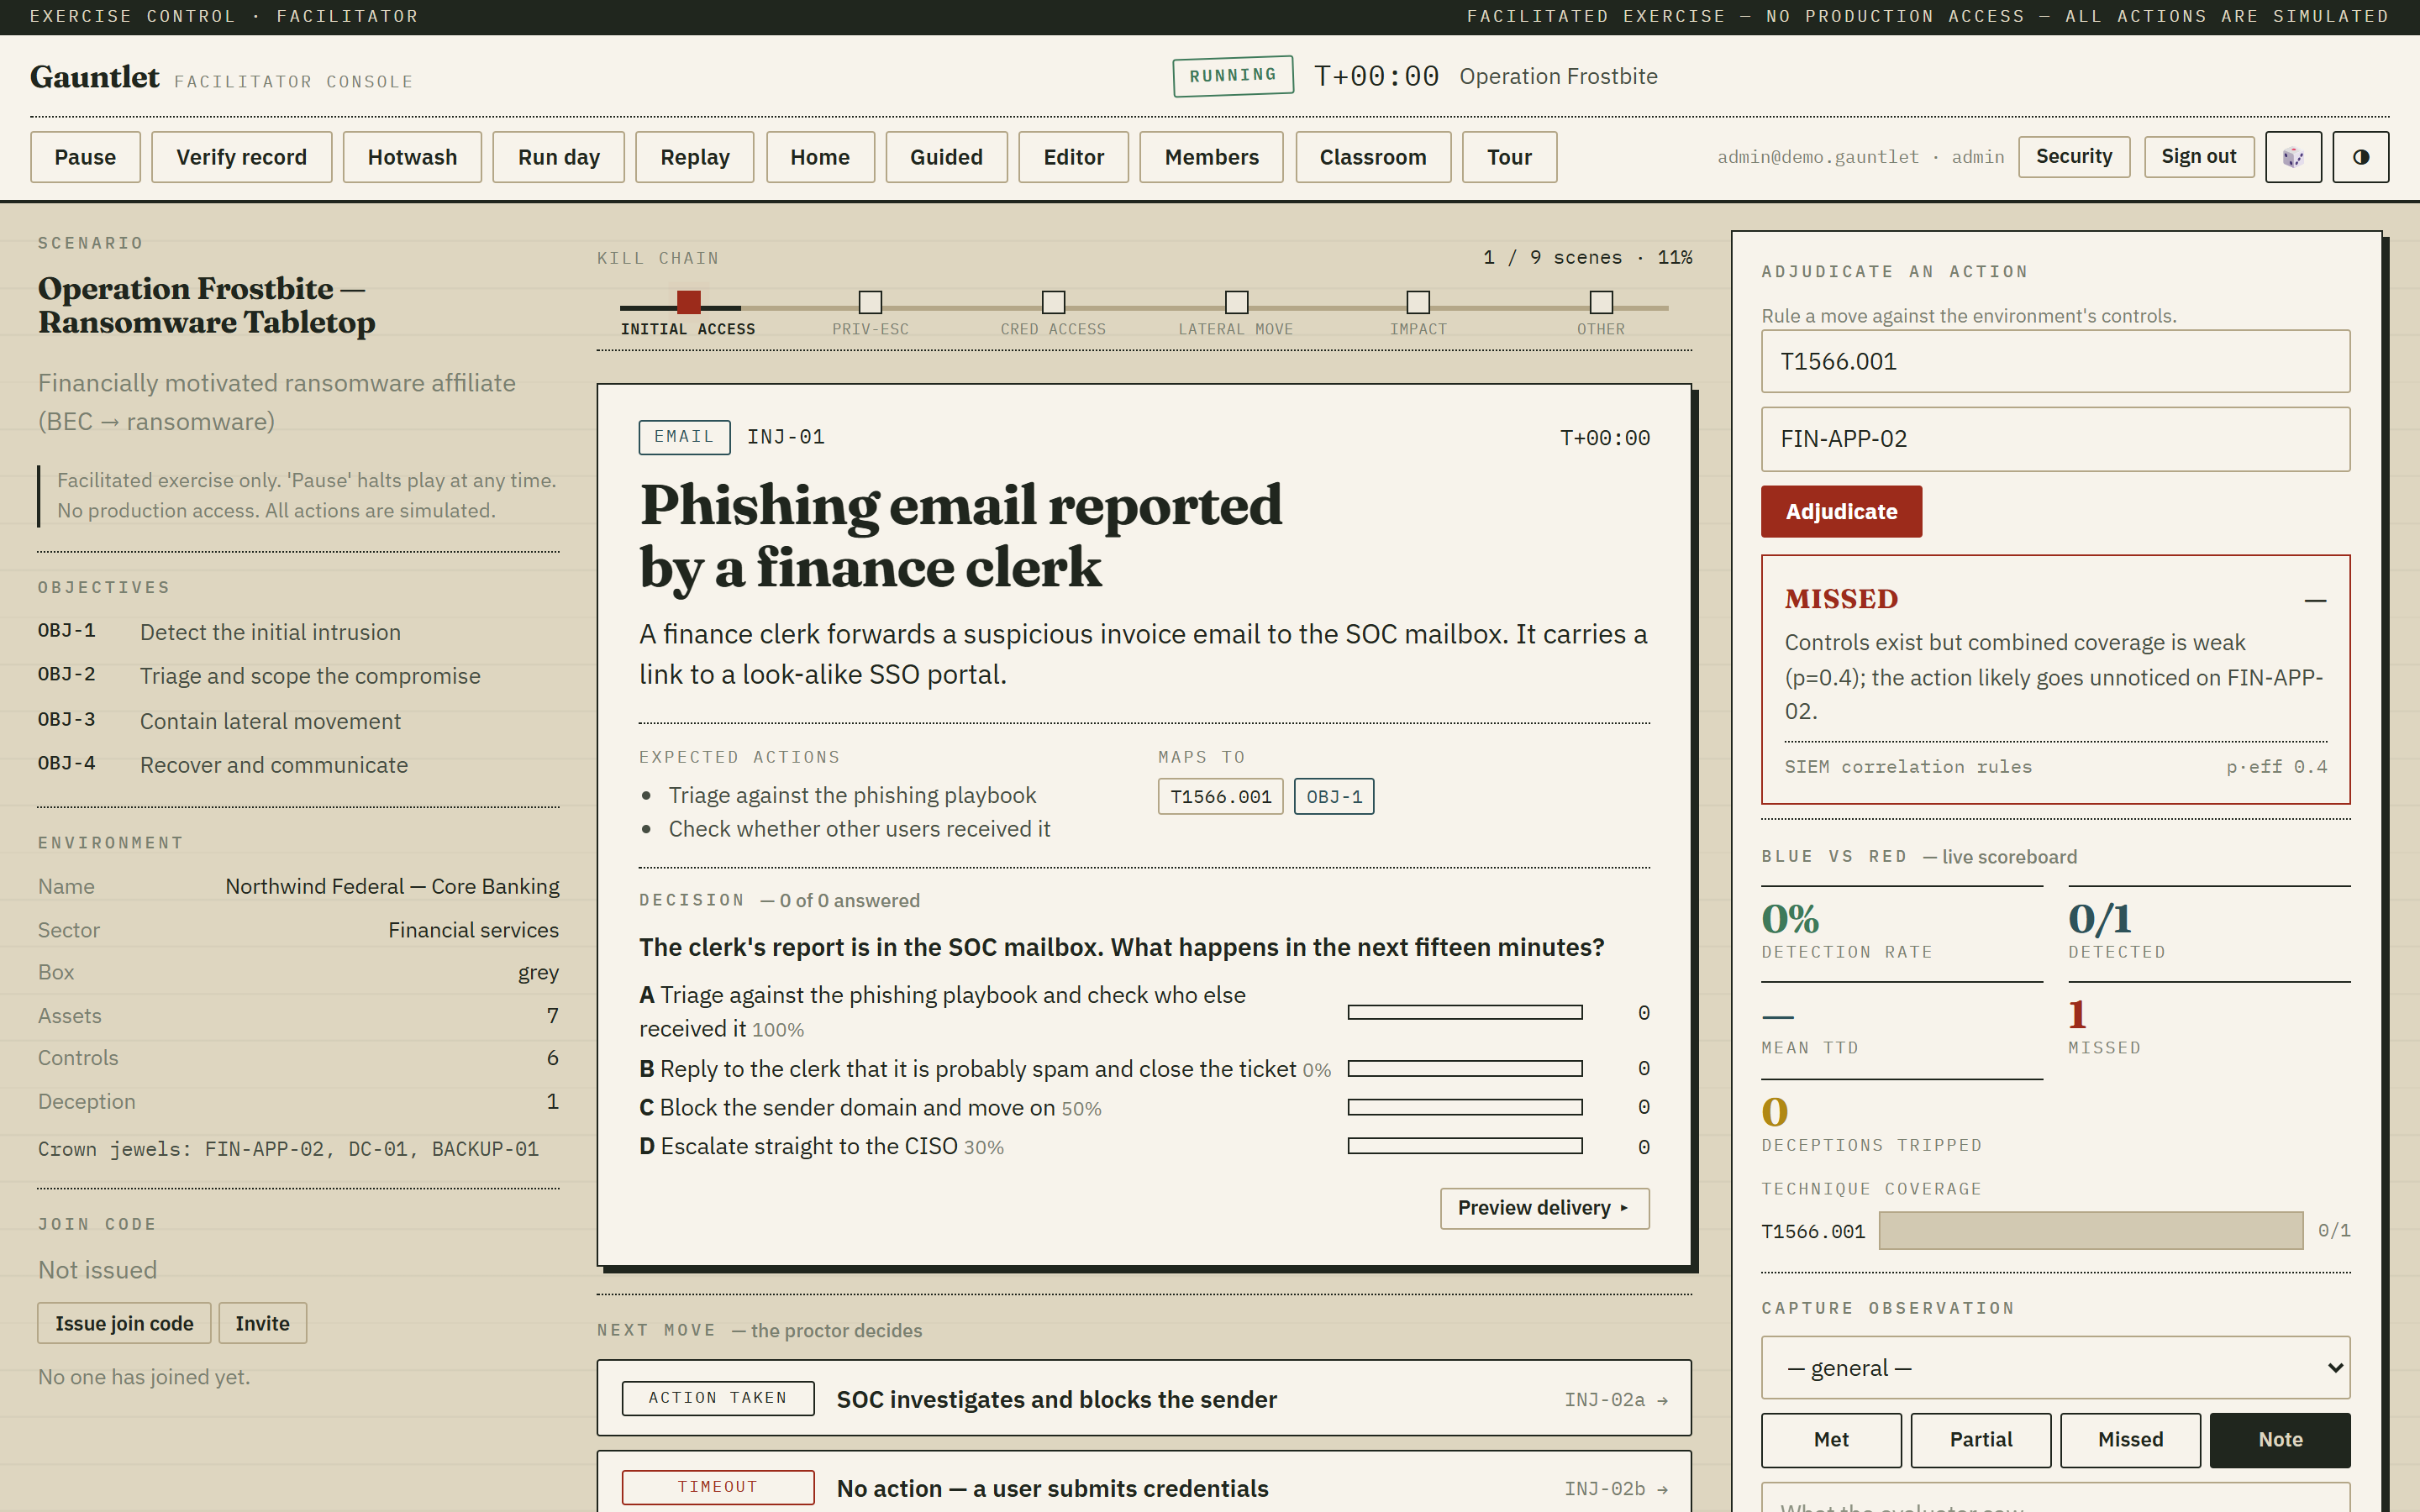 EXERCISE CONTROL · FACILITATOR
FACILITATED EXERCISE — NO PRODUCTION ACCESS — ALL ACTIONS ARE SIMULATED
Gauntlet FACILITATOR CONSOLE
RUNNING T+00:00 Operation Frostbite
Pause Verify record Hotwash Run day Replay Home Guided Editor Members Classroom Tour
admin@demo.gauntlet · admin Security Sign out
SCENARIO
Operation Frostbite —
Ransomware Tabletop
Financially motivated ransomware affiliate
(BEC → ransomware)
Facilitated exercise only. 'Pause' halts play at any time.
No production access. All actions are simulated.
OBJECTIVES
OBJ-1 Detect the initial intrusion
OBJ-2 Triage and scope the compromise
OBJ-3 Contain lateral movement
OBJ-4 Recover and communicate
ENVIRONMENT
Name Northwind Federal — Core Banking
Sector Financial services
Box grey
Assets 7
Controls 6
Deception 1
Crown jewels: FIN-APP-02, DC-01, BACKUP-01
JOIN CODE
Not issued
Issue join code Invite
No one has joined yet.
KILL CHAIN 1 / 9 scenes · 11%
INITIAL ACCESS PRIV-ESC CRED ACCESS LATERAL MOVE IMPACT OTHER
EMAIL INJ-01 T+00:00
Phishing email reported
by a finance clerk
A finance clerk forwards a suspicious invoice email to the SOC mailbox. It carries a
link to a look-alike SSO portal.
EXPECTED ACTIONS
• Triage against the phishing playbook
• Check whether other users received it
MAPS TO
T1566.001 OBJ-1
DECISION — 0 of 0 answered
The clerk's report is in the SOC mailbox. What happens in the next fifteen minutes?
A Triage against the phishing playbook and check who else
received it 100% 0
B Reply to the clerk that it is probably spam and close the ticket 0% 0
C Block the sender domain and move on 50% 0
D Escalate straight to the CISO 30% 0
Preview delivery ▸
NEXT MOVE — the proctor decides
ACTION TAKEN SOC investigates and blocks the sender INJ-02a →
TIMEOUT No action — a user submits credentials INJ-02b →
ADJUDICATE AN ACTION
Rule a move against the environment's controls.
T1566.001
FIN-APP-02
Adjudicate
MISSED —
Controls exist but combined coverage is weak
(p=0.4); the action likely goes unnoticed on FIN-APP-
02.
SIEM correlation rules p·eff 0.4
BLUE VS RED — live scoreboard
0% DETECTION RATE
0/1 DETECTED
— MEAN TTD
1 MISSED
0 DECEPTIONS TRIPPED
TECHNIQUE COVERAGE
T1566.001 0/1
CAPTURE OBSERVATION
— general —
Met Partial Missed Note
What the evaluator saw